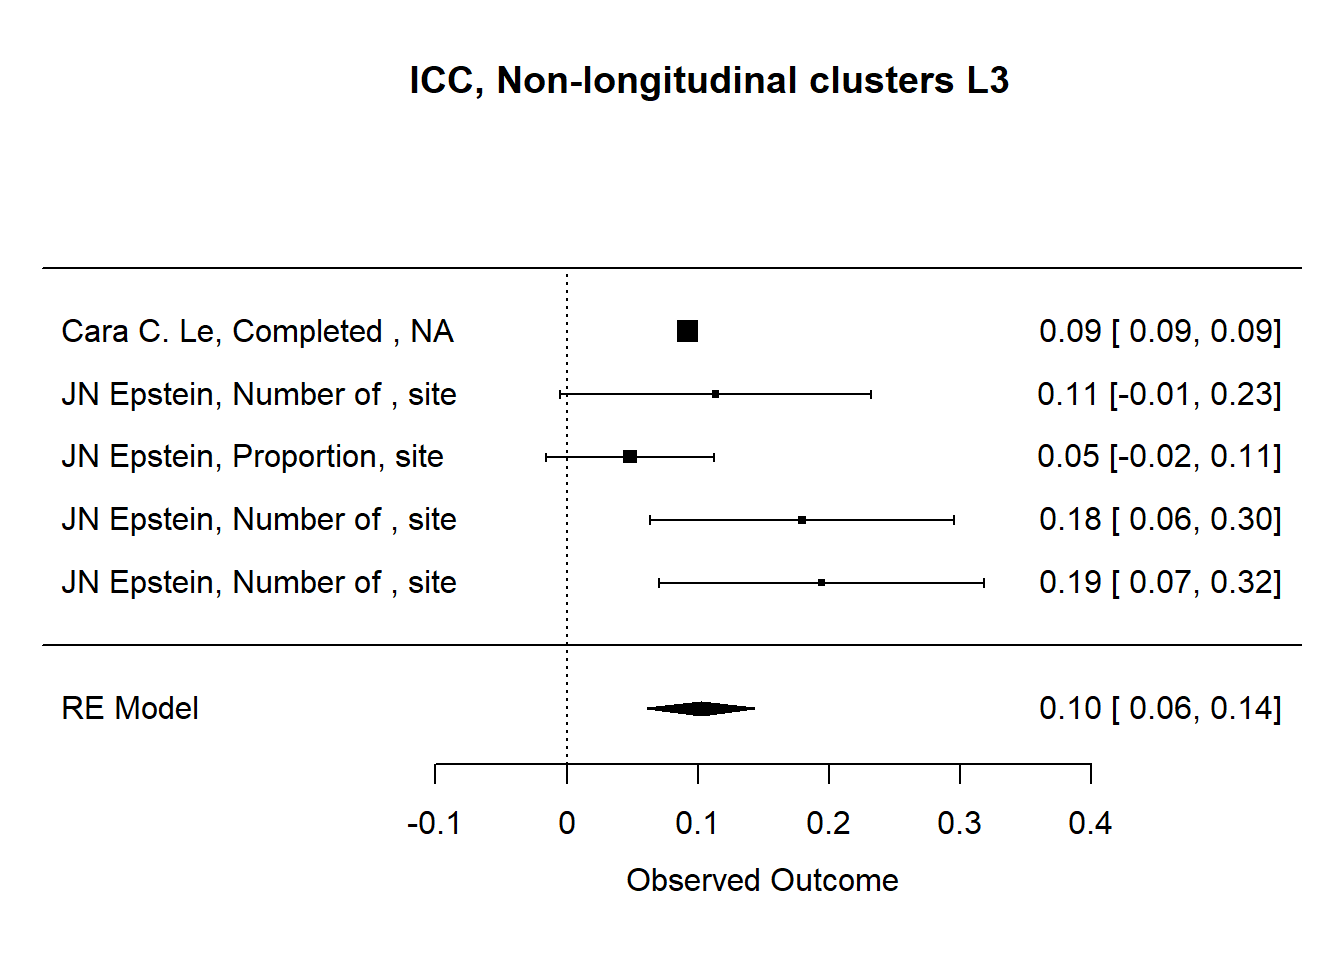 ICC, Non-longitudinal clusters L3
Cara C. Le, Completed , NA 0.09 [ 0.09, 0.09]
JN Epstein, Number of , site 0.11 [-0.01, 0.23]
JN Epstein, Proportion, site 0.05 [-0.02, 0.11]
JN Epstein, Number of , site 0.18 [ 0.06, 0.30]
JN Epstein, Number of , site 0.19 [ 0.07, 0.32]
RE Model 0.10 [ 0.06, 0.14]
-0.1 0 0.1 0.2 0.3 0.4
Observed Outcome